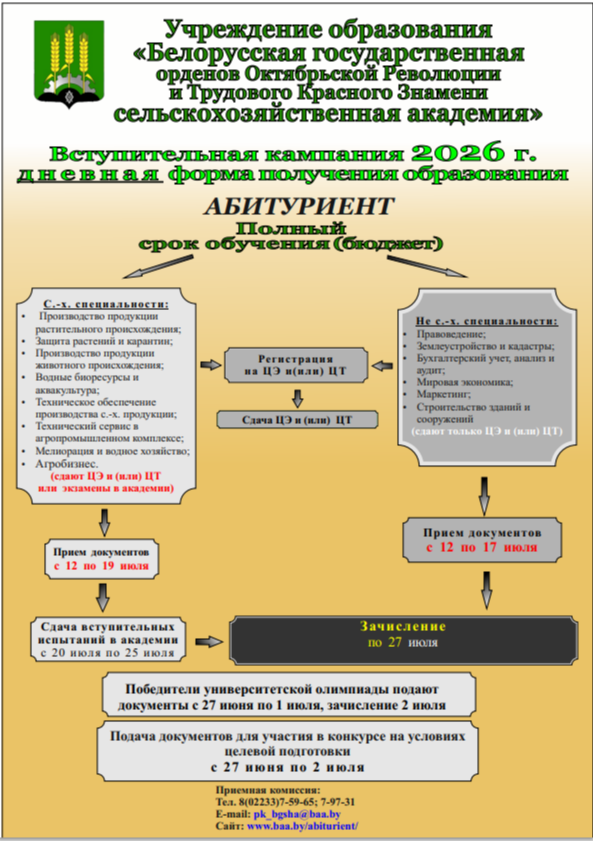 Учреждение образования
«Белорусская государственная
орденов Октябрьской Революции
и Трудового Красного Знамени
сельскохозяйственная академия»
Вступительная кампания 2026 г.
дневная форма получения образования
АБИТУРИЕНТ
Полный
срок обучения (бюджет)
С.-х. специальности:
• Производство продукции
растительного происхождения;
• Защита растений и карантин;
• Производство продукции
животного происхождения;
• Водные биоресурсы и
аквакультура;
• Техническое обеспечение
производства с.-х. продукции;
• Технический сервис в
агропромышленном комплексе;
• Мелиорация и водное хозяйство;
• Агробизнес.
(сдают ЦЭ и (или) ЦТ
или экзамены в академии)
Регистрация
на ЦЭ и(или) ЦТ
Сдача ЦЭ и (или) ЦТ
Не с.-х. специальности:
• Правоведение;
• Землеустройство и кадастры;
• Бухгалтерский учет, анализ и
аудит;
• Мировая экономика;
• Маркетинг;
• Строительство зданий и
сооружений
(сдают только ЦЭ и (или) ЦТ)
Прием документов
с 12 по 19 июля
Прием документов
с 12 по 17 июля
Сдача вступительных
испытаний в академии
с 20 июля по 25 июля
Зачисление
по 27 июля
Победители университетской олимпиады подают
документы с 27 июня по 1 июля, зачисление 2 июля
Подача документов для участия в конкурсе на условиях
целевой подготовки
с 27 июня по 2 июля
Приемная комиссия:
Тел. 8(02233)7-59-65; 7-97-31
E-mail: pk_bgsha@baa.by
Сайт: www.baa.by/abiturient/